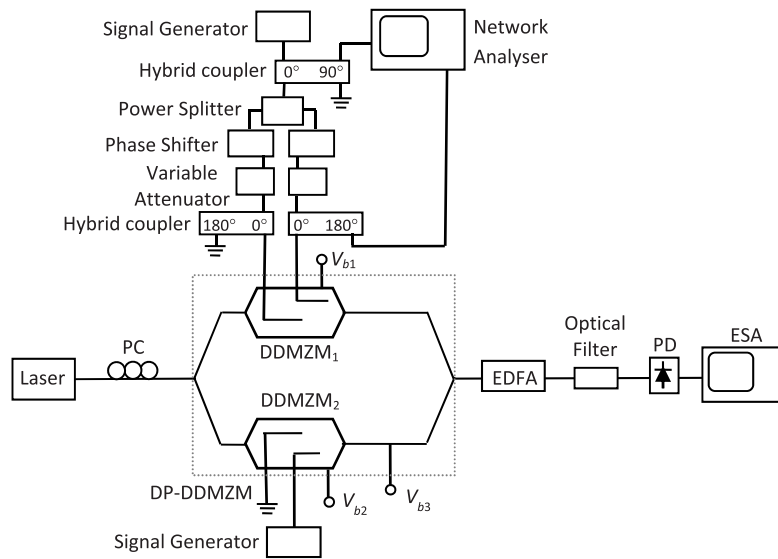 Signal Generator
Network
Analyser
Hybrid coupler
0° 90°
Power Splitter
Phase Shifter
Variable
Attenuator
Hybrid coupler
180° 0°
0° 180°
Vb1
DDMZM1
PC
Laser
Optical
Filter
PD
ESA
EDFA
DDMZM2
DP-DDMZM
Vb2
Vb3
Signal Generator